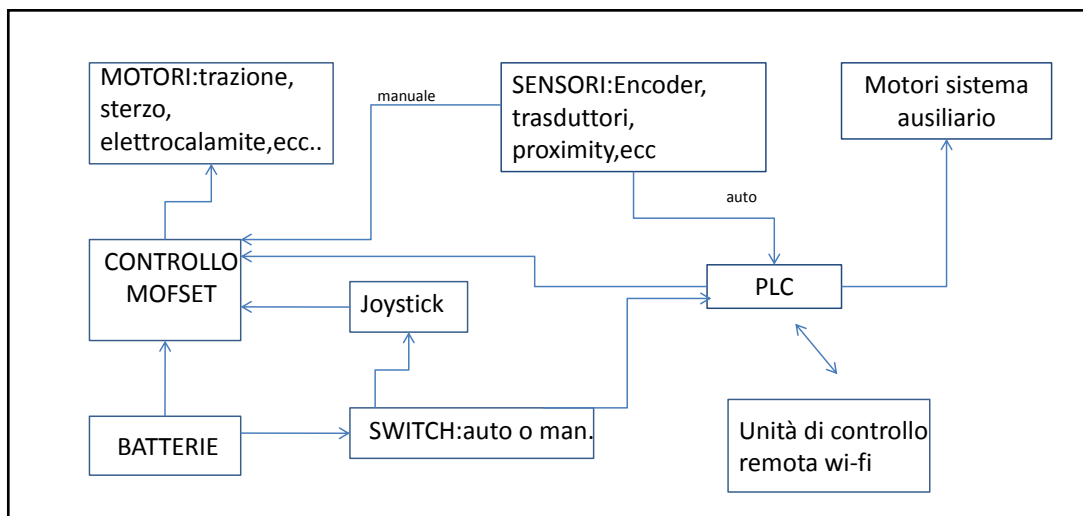 MOTORI:trazione,
sterzo,
elettrocalamite,ecc..
manuale
SENSORI:Encoder,
trasduttori,
proximity,ecc
Motori sistema
ausiliario
auto
CONTROLLO
MOFSET
PLC
Joystick
BATTERIE
SWITCH:auto o man.
Unità di controllo
remota wi-fi